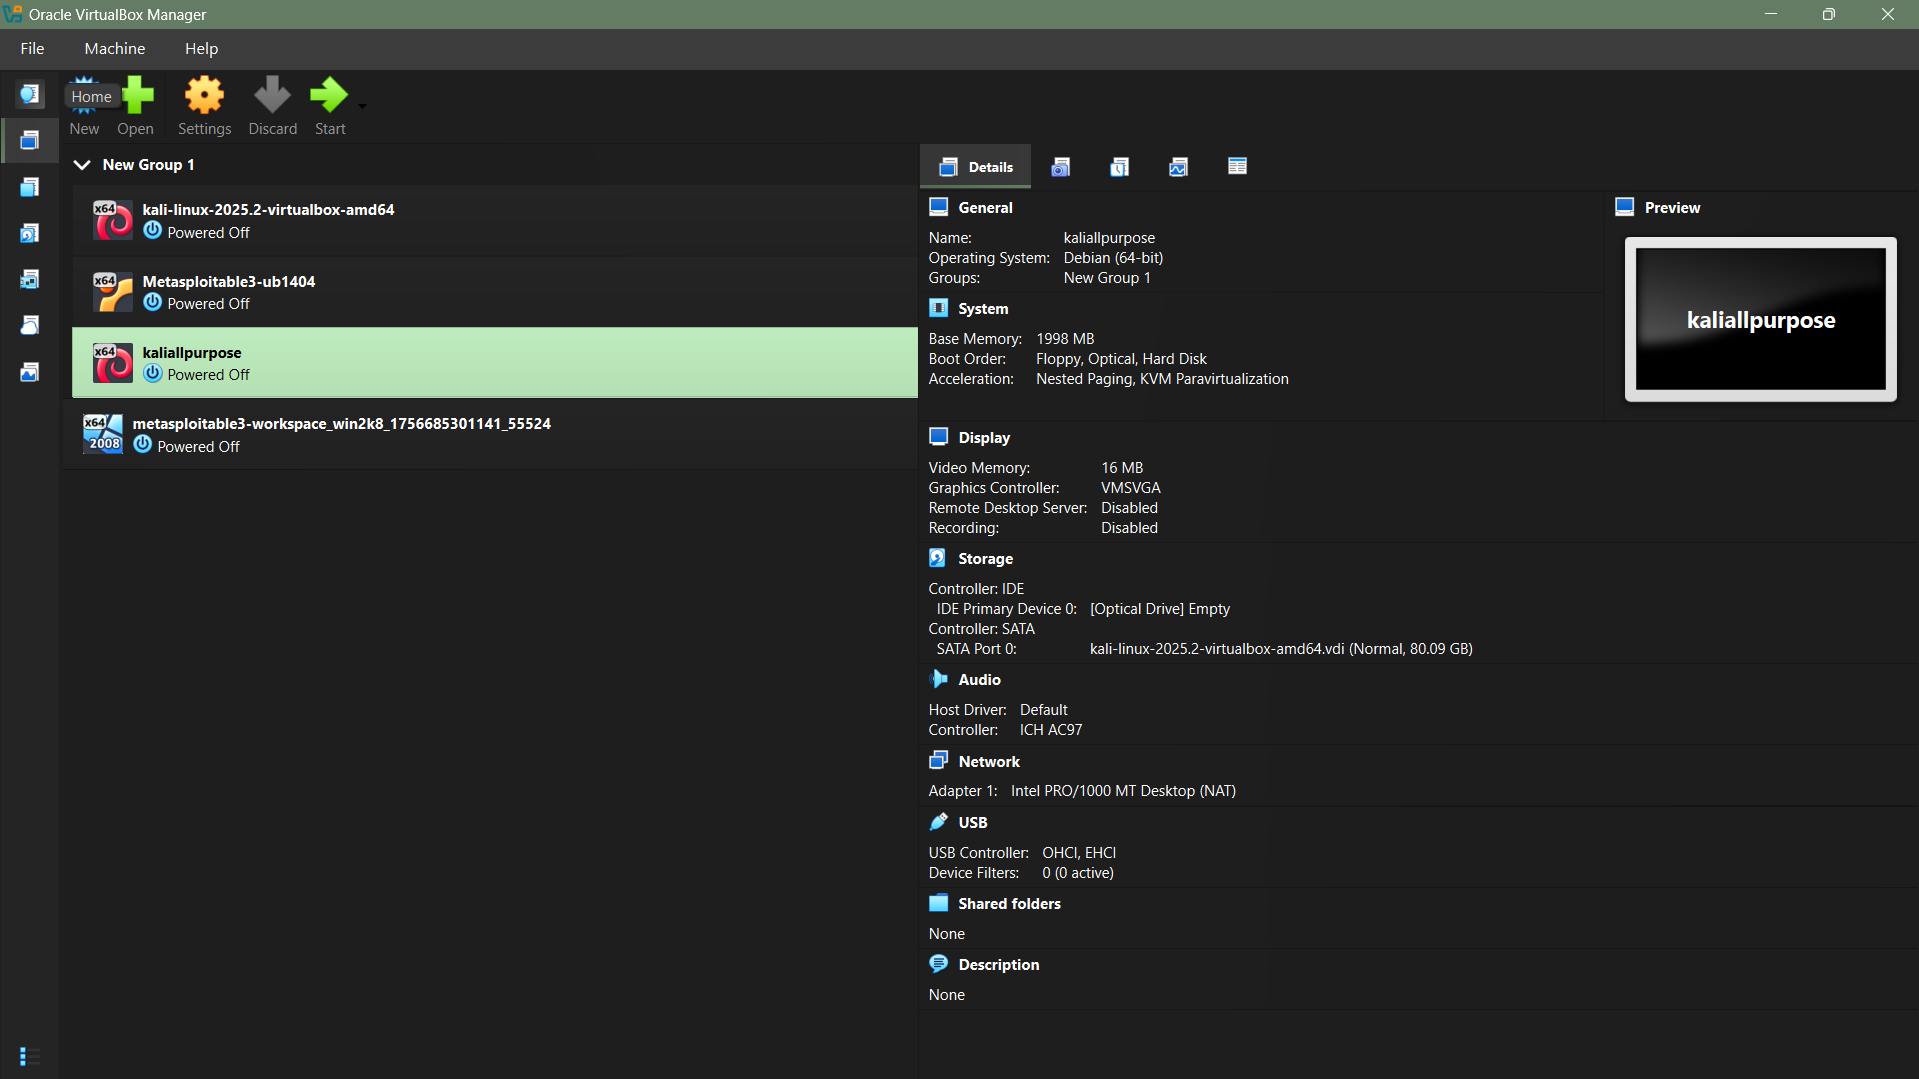 Oracle VirtualBox Manager
File Machine Help
Home
New Open Settings Discard Start
New Group 1
x64 kali-linux-2025.2-virtualbox-amd64
Powered Off
x64 Metasploitable3-ub1404
Powered Off
x64 kaliallpurpose
Powered Off
x64 2008 metasploitable3-workspace_win2k8_1756685301141_55524
Powered Off
Details
General
Name: kaliallpurpose
Operating System: Debian (64-bit)
Groups: New Group 1
Preview
kaliallpurpose
System
Base Memory: 1998 MB
Boot Order: Floppy, Optical, Hard Disk
Acceleration: Nested Paging, KVM Paravirtualization
Display
Video Memory: 16 MB
Graphics Controller: VMSVGA
Remote Desktop Server: Disabled
Recording: Disabled
Storage
Controller: IDE
IDE Primary Device 0: [Optical Drive] Empty
Controller: SATA
SATA Port 0: kali-linux-2025.2-virtualbox-amd64.vdi (Normal, 80.09 GB)
Audio
Host Driver: Default
Controller: ICH AC97
Network
Adapter 1: Intel PRO/1000 MT Desktop (NAT)
USB
USB Controller: OHCI, EHCI
Device Filters: 0 (0 active)
Shared folders
None
Description
None